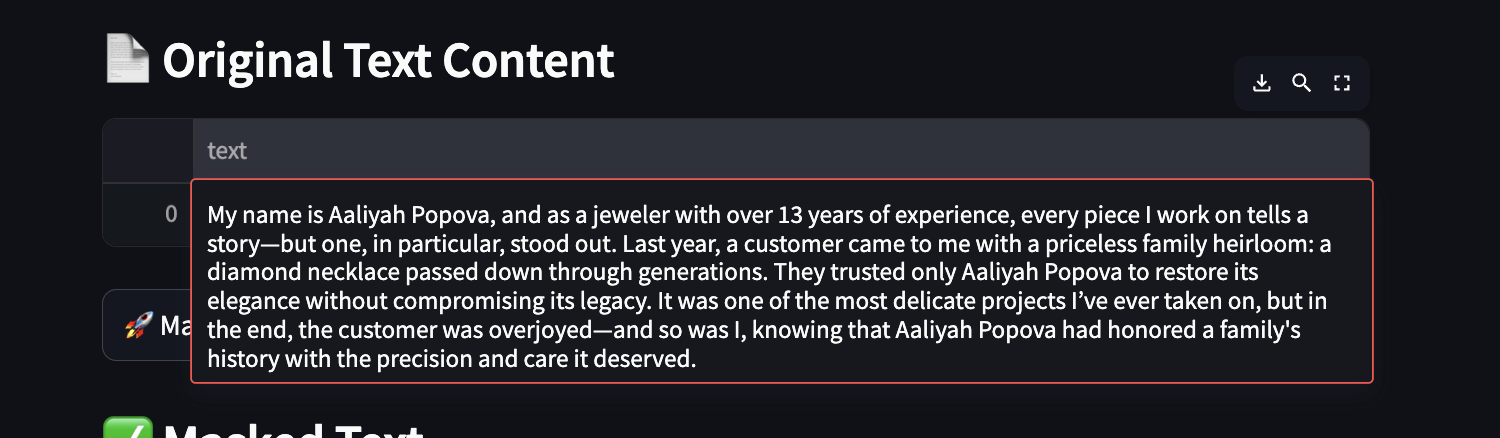 Original Text Content
text
0
My name is Aaliyah Popova, and as a jeweler with over 13 years of experience, every piece I work on tells a
story—but one, in particular, stood out. Last year, a customer came to me with a priceless family heirloom: a
diamond necklace passed down through generations. They trusted only Aaliyah Popova to restore its
elegance without compromising its legacy. It was one of the most delicate projects I’ve ever taken on, but in
the end, the customer was overjoyed—and so was I, knowing that Aaliyah Popova had honored a family's
history with the precision and care it deserved.
Ma
Masked Text